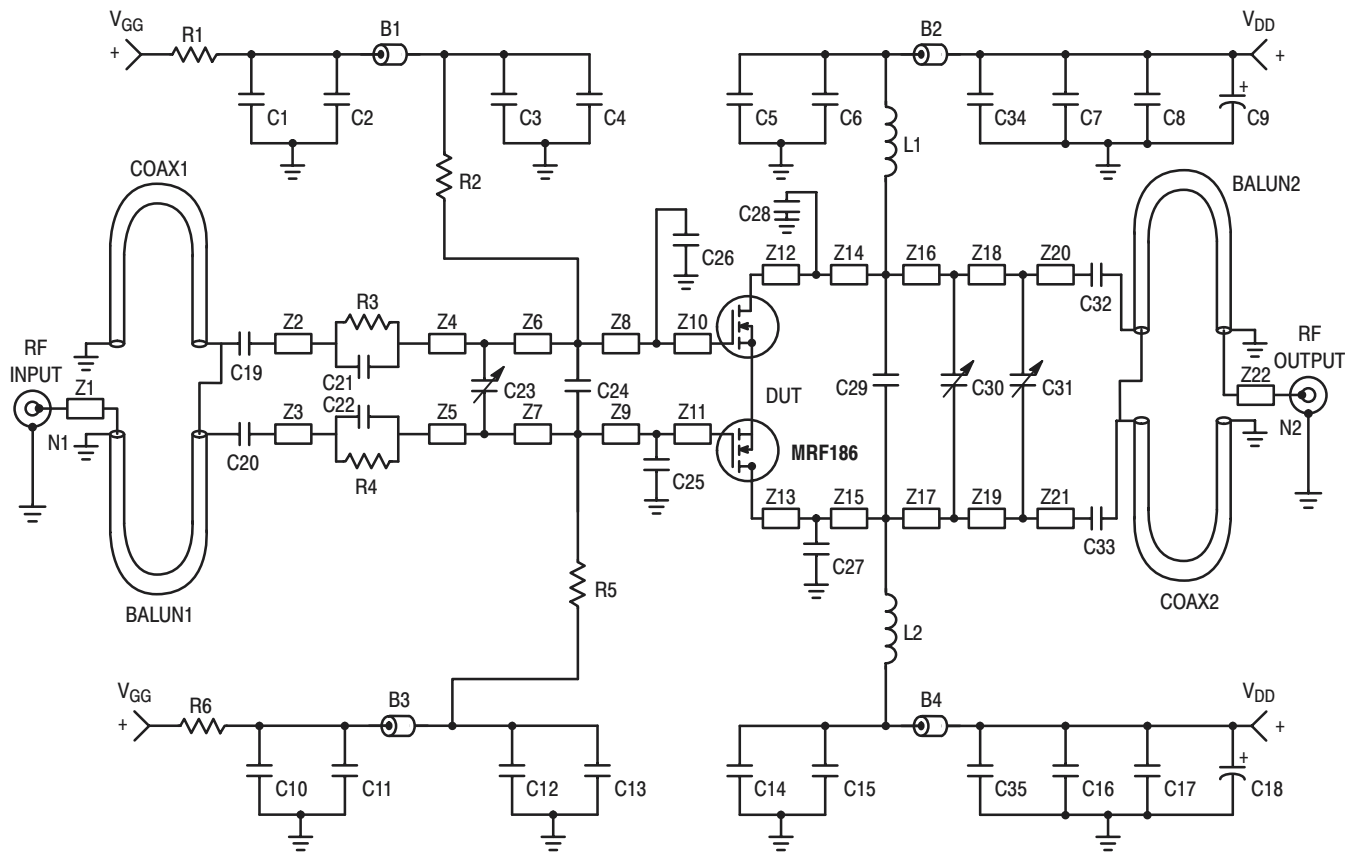 VGG
+
R1
B1
C1
C2
C3
C4
R2
B2
VDD
+
C5
C6
L1
C34
C7
C8
+
C9
COAX1
BALUN2
C28
C26
Z12
Z14
Z16
Z18
Z20
C32
RF
INPUT
Z1
N1
C19
Z2
R3
C21
Z4
Z6
Z8
Z10
C23
C24
C29
C30
C31
DUT
MRF186
RF
OUTPUT
Z22
N2
C20
Z3
C22
R4
Z5
Z7
Z9
Z11
C25
Z13
Z15
Z17
Z19
Z21
C33
C27
BALUN1
R5
L2
COAX2
VGG
+
R6
B3
C10
C11
C12
C13
B4
VDD
+
C14
C15
C35
C16
C17
+
C18